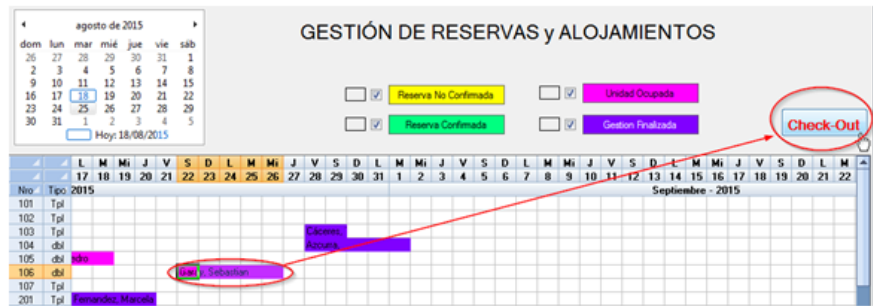 agosto de 2015
GESTIÓN DE RESERVAS y ALOJAMIENTOS
dom lun mar mié jue vie sáb
26 27 28 29 30 31 1
2 3 4 5 6 7 8
9 10 11 12 13 14 15
16 17 18 19 20 21 22
23 24 25 26 27 28 29
30 31 1 2 3 4 5
Hoy: 18/08/2015
Reserva No Confirmada
Unidad Ocupada
Reserva Confirmada
Gestion Finalizada
Check-Out
L M Mi J V S D L M Mi J V S D L M Mi J V S D L M Mi J V S D L M Mi J V S D L M
17 18 19 20 21 22 23 24 25 26 27 28 29 30 31 1 2 3 4 5 6 7 8 9 10 11 12 13 14 15 16 17 18 19 20 21 22
Nro Tipo 2015 Septiembre - 2015
101 Tpl
102 Tpl
103 Tpl Cáceres,
104 dbl
105 dbl edro
106 dbl Sebastian
107 Tpl
201 Tpl Fernandez, Marcela